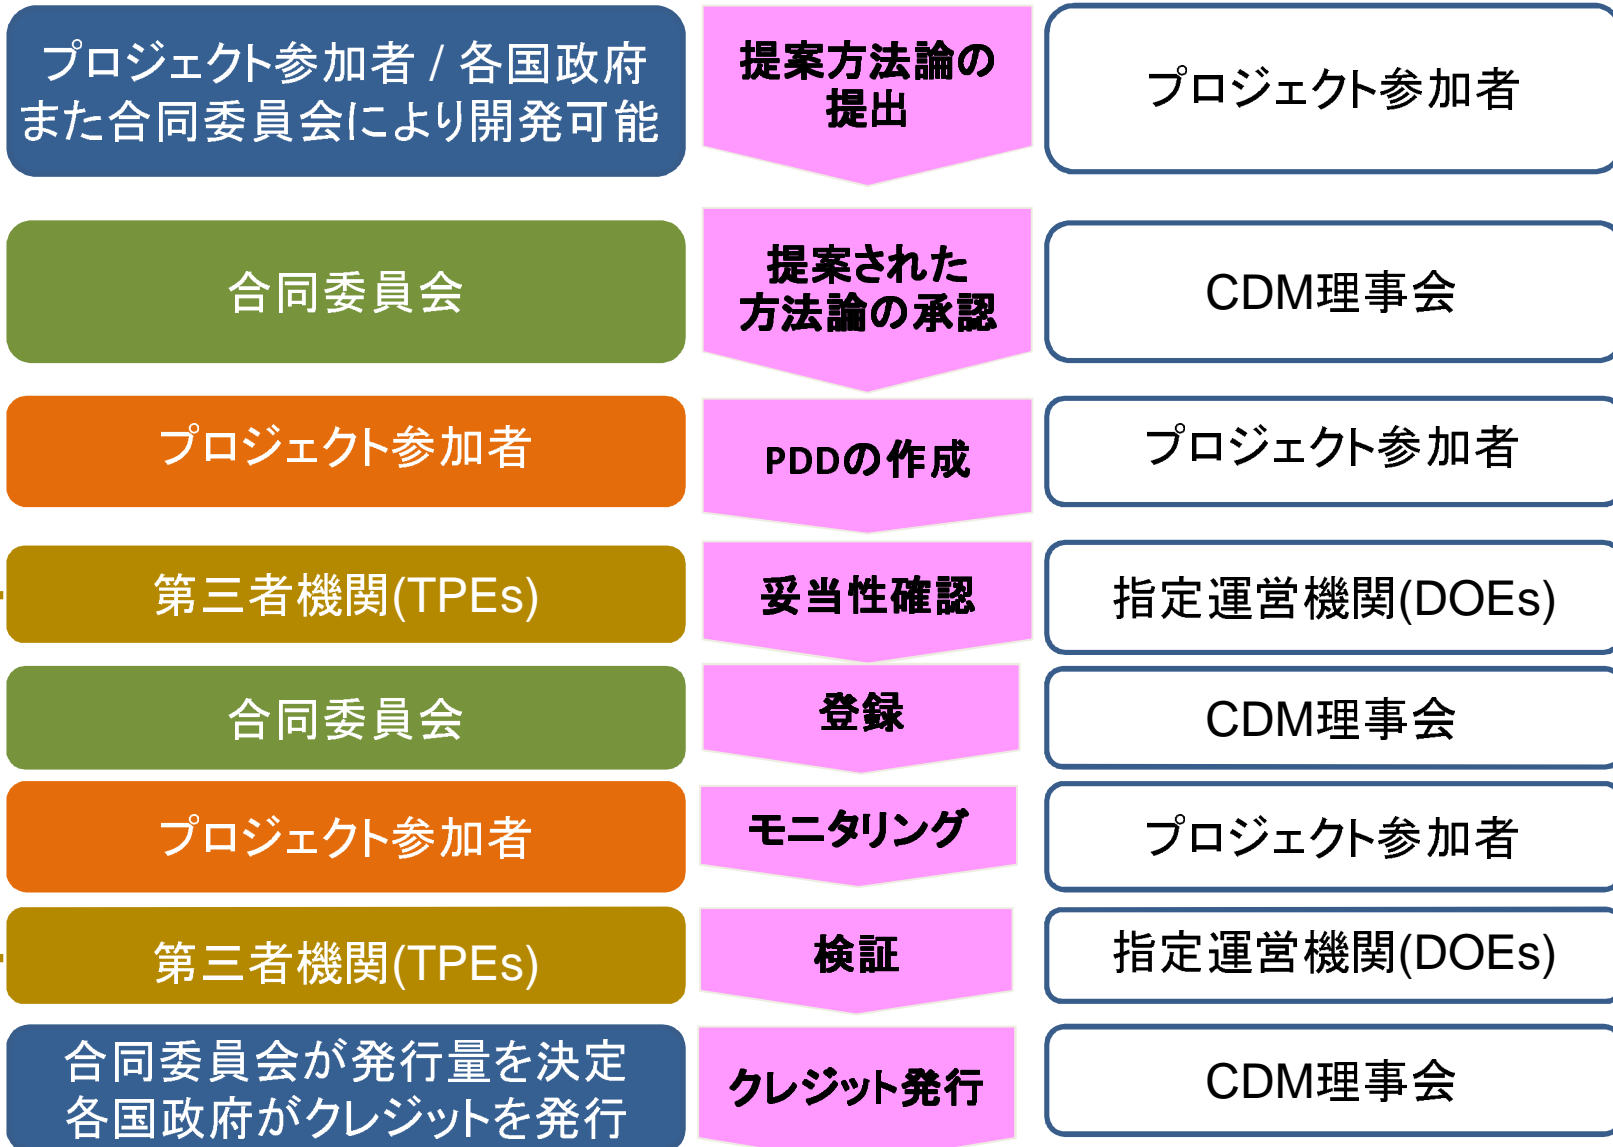 プロジェクト参加者 / 各国政府
また合同委員会により開発可能
提案方法論の
提出
プロジェクト参加者
合同委員会
提案された
方法論の承認
CDM理事会
プロジェクト参加者
PDDの作成
プロジェクト参加者
第三者機関(TPEs)
妥当性確認
指定運営機関(DOEs)
合同委員会
登録
CDM理事会
プロジェクト参加者
モニタリング
プロジェクト参加者
第三者機関(TPEs)
検証
指定運営機関(DOEs)
合同委員会が発行量を決定
各国政府がクレジットを発行
クレジット発行
CDM理事会